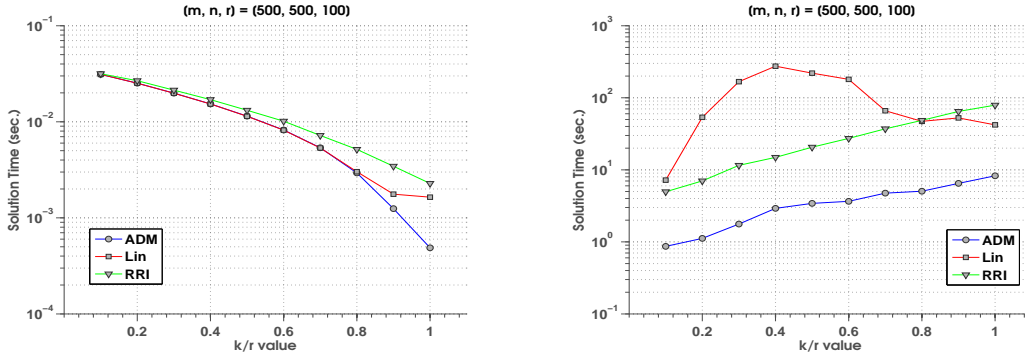 (m, n, r) = (500, 500, 100)
Solution Time (sec.)
10^-1
10^-2
10^-3
10^-4
ADM
Lin
RRI
0.2 0.4 0.6 0.8 1
k/r value
(m, n, r) = (500, 500, 100)
Solution Time (sec.)
10^3
10^2
10^1
10^0
10^-1
ADM
Lin
RRI
0.2 0.4 0.6 0.8 1
k/r value